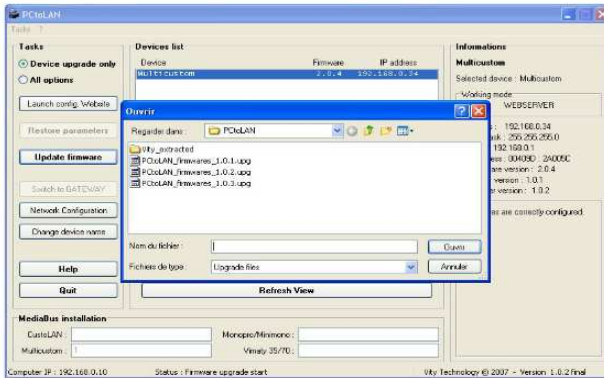 PCtoLAN
Tasks ?
Tasks
Device upgrade only
All options
Launch config. Website
Restore parameters
Update firmware
Switch to GATEWAY
Network Configuration
Change device name
Help
Quit
Devices list
Device Firmware IP address
Multicustom 2.0.4 192.168.0.34
Ouvrir
Regarder dans : PCtoLAN
Vity_extracted
PCtoLAN_firmwares_1.0.1.upg
PCtoLAN_firmwares_1.0.2.upg
PCtoLAN_firmwares_1.0.3.upg
Nom du fichier : Ouvrir
Fichiers de type : Upgrade files Annuler
Refresh View
Informations
Multicustom
Selected device : Multicustom
Working mode
WEBSERVER
: 192.168.0.34
ask : 255.255.255.0
192.168.0.1
ess : 00409D : 2A005C
are version : 2.0.4
version : 1.0.1
er version : 1.0.2
es are correctly configured
MediaBus installation
CustoLAN : Monopro/Minimono :
Multicustom : 1 Vimaty 35/70 :
Computer IP : 192.168.0.10 Status : Firmware upgrade start Vity Technology © 2007 - Version 1.0.2 final